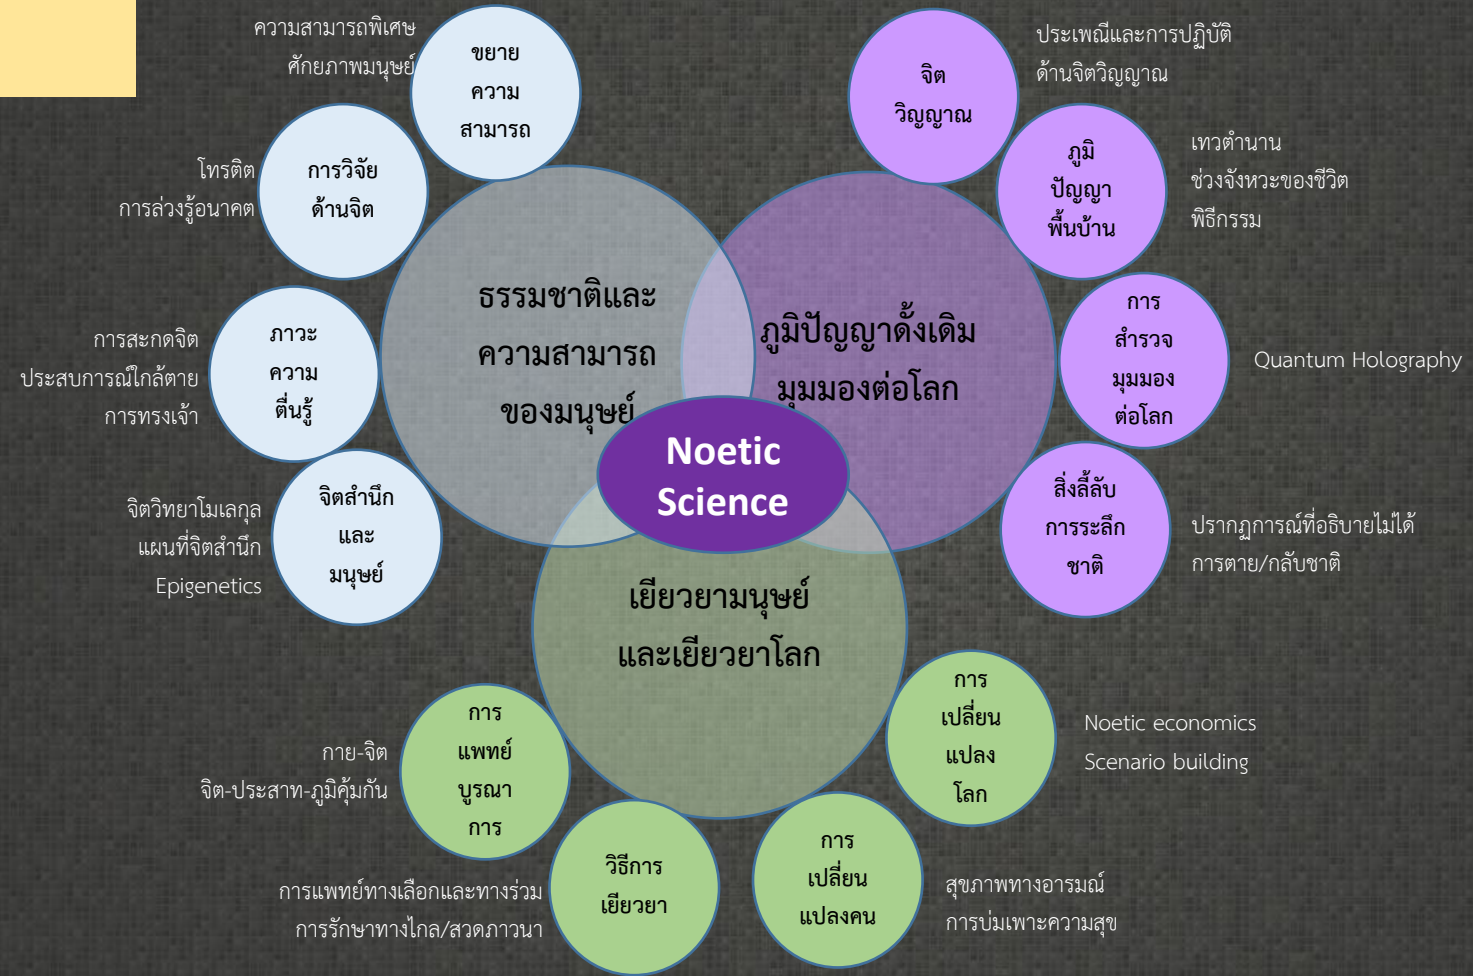 ความสามารถพิเศษ
ศักยภาพมนุษย์
ขยาย
ความ
สามารถ
โทรติต
การล่วงรู้อนาคต
การวิจัย
ด้านจิต
การสะกดจิต
ประสบการณ์ใกล้ตาย
การทรงเจ้า
ภาวะ
ความ
ตื่นรู้
จิตวิทยาโมเลกุล
แผนที่จิตสำนึก
Epigenetics
จิตสำนึก
และ
มนุษย์
ธรรมชาติและ
ความสามารถ
ของมนุษย์
จิต
วิญญาณ
ประเพณีและการปฏิบัติ
ด้านจิตวิญญาณ
ภูมิ
ปัญญา
พื้นบ้าน
เทวตำนาน
ช่วงจังหวะของชีวิต
พิธีกรรม
การ
สำรวจ
มุมมอง
ต่อโลก
Quantum Holography
สิ่งลี้ลับ
การระลึก
ชาติ
ปรากฏการณ์ที่อธิบายไม่ได้
การตาย/กลับชาติ
ภูมิปัญญาดั้งเดิม
มุมมองต่อโลก
Noetic
Science
เยียวยามนุษย์
และเยียวยาโลก
กาย-จิต
จิต-ประสาท-ภูมิคุ้มกัน
การ
แพทย์
บูรณา
การ
การแพทย์ทางเลือกและทางร่วม
การรักษาทางไกล/สวดภาวนา
วิธีการ
เยียวยา
การ
เปลี่ยน
แปลงคน
สุขภาพทางอารมณ์
การบ่มเพาะความสุข
การ
เปลี่ยน
แปลง
โลก
Noetic economics
Scenario building